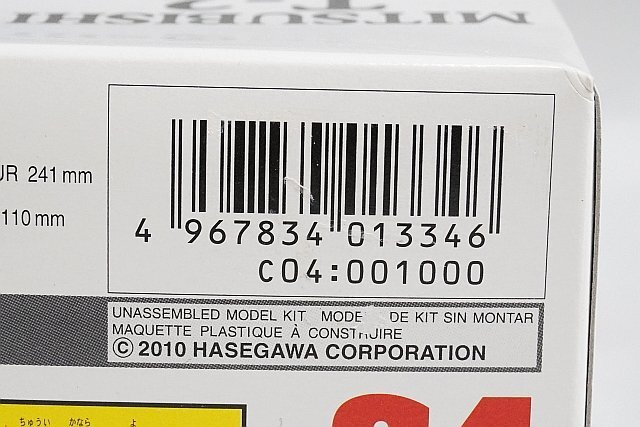 MITSUBISHI
T-2
UR 241 mm
110 mm
4 967834 013346
C04:001000
UNASSEMBLED MODEL KIT MODE DE KIT SIN MONTAR
MAQUETTE PLASTIQUE À CONSTRUIRE
© 2010 HASEGAWA CORPORATION
ちゅうい かなら よ